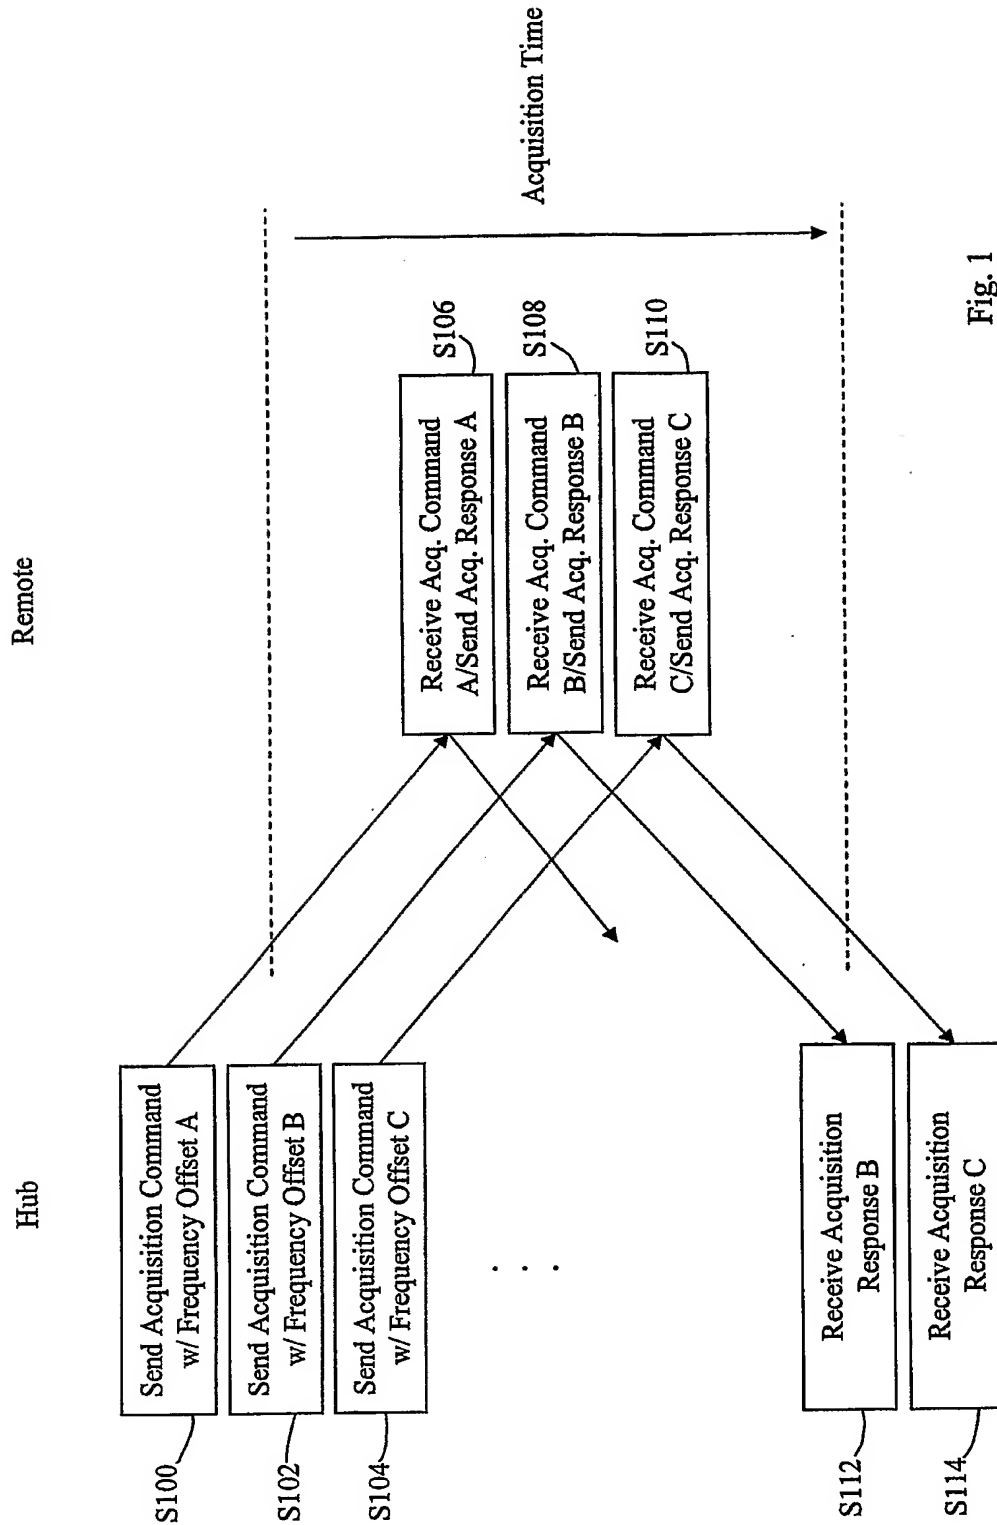 Hub
Remote
S100
Send Acquisition Command
w/ Frequency Offset A
S102
Send Acquisition Command
w/ Frequency Offset B
S104
Send Acquisition Command
w/ Frequency Offset C
. . .
Receive Acq. Command
A/Send Acq. Response A
S106
Receive Acq. Command
B/Send Acq. Response B
S108
Receive Acq. Command
C/Send Acq. Response C
S110
Acquisition Time
S112
Receive Acquisition
Response B
S114
Receive Acquisition
Response C
Fig. 1